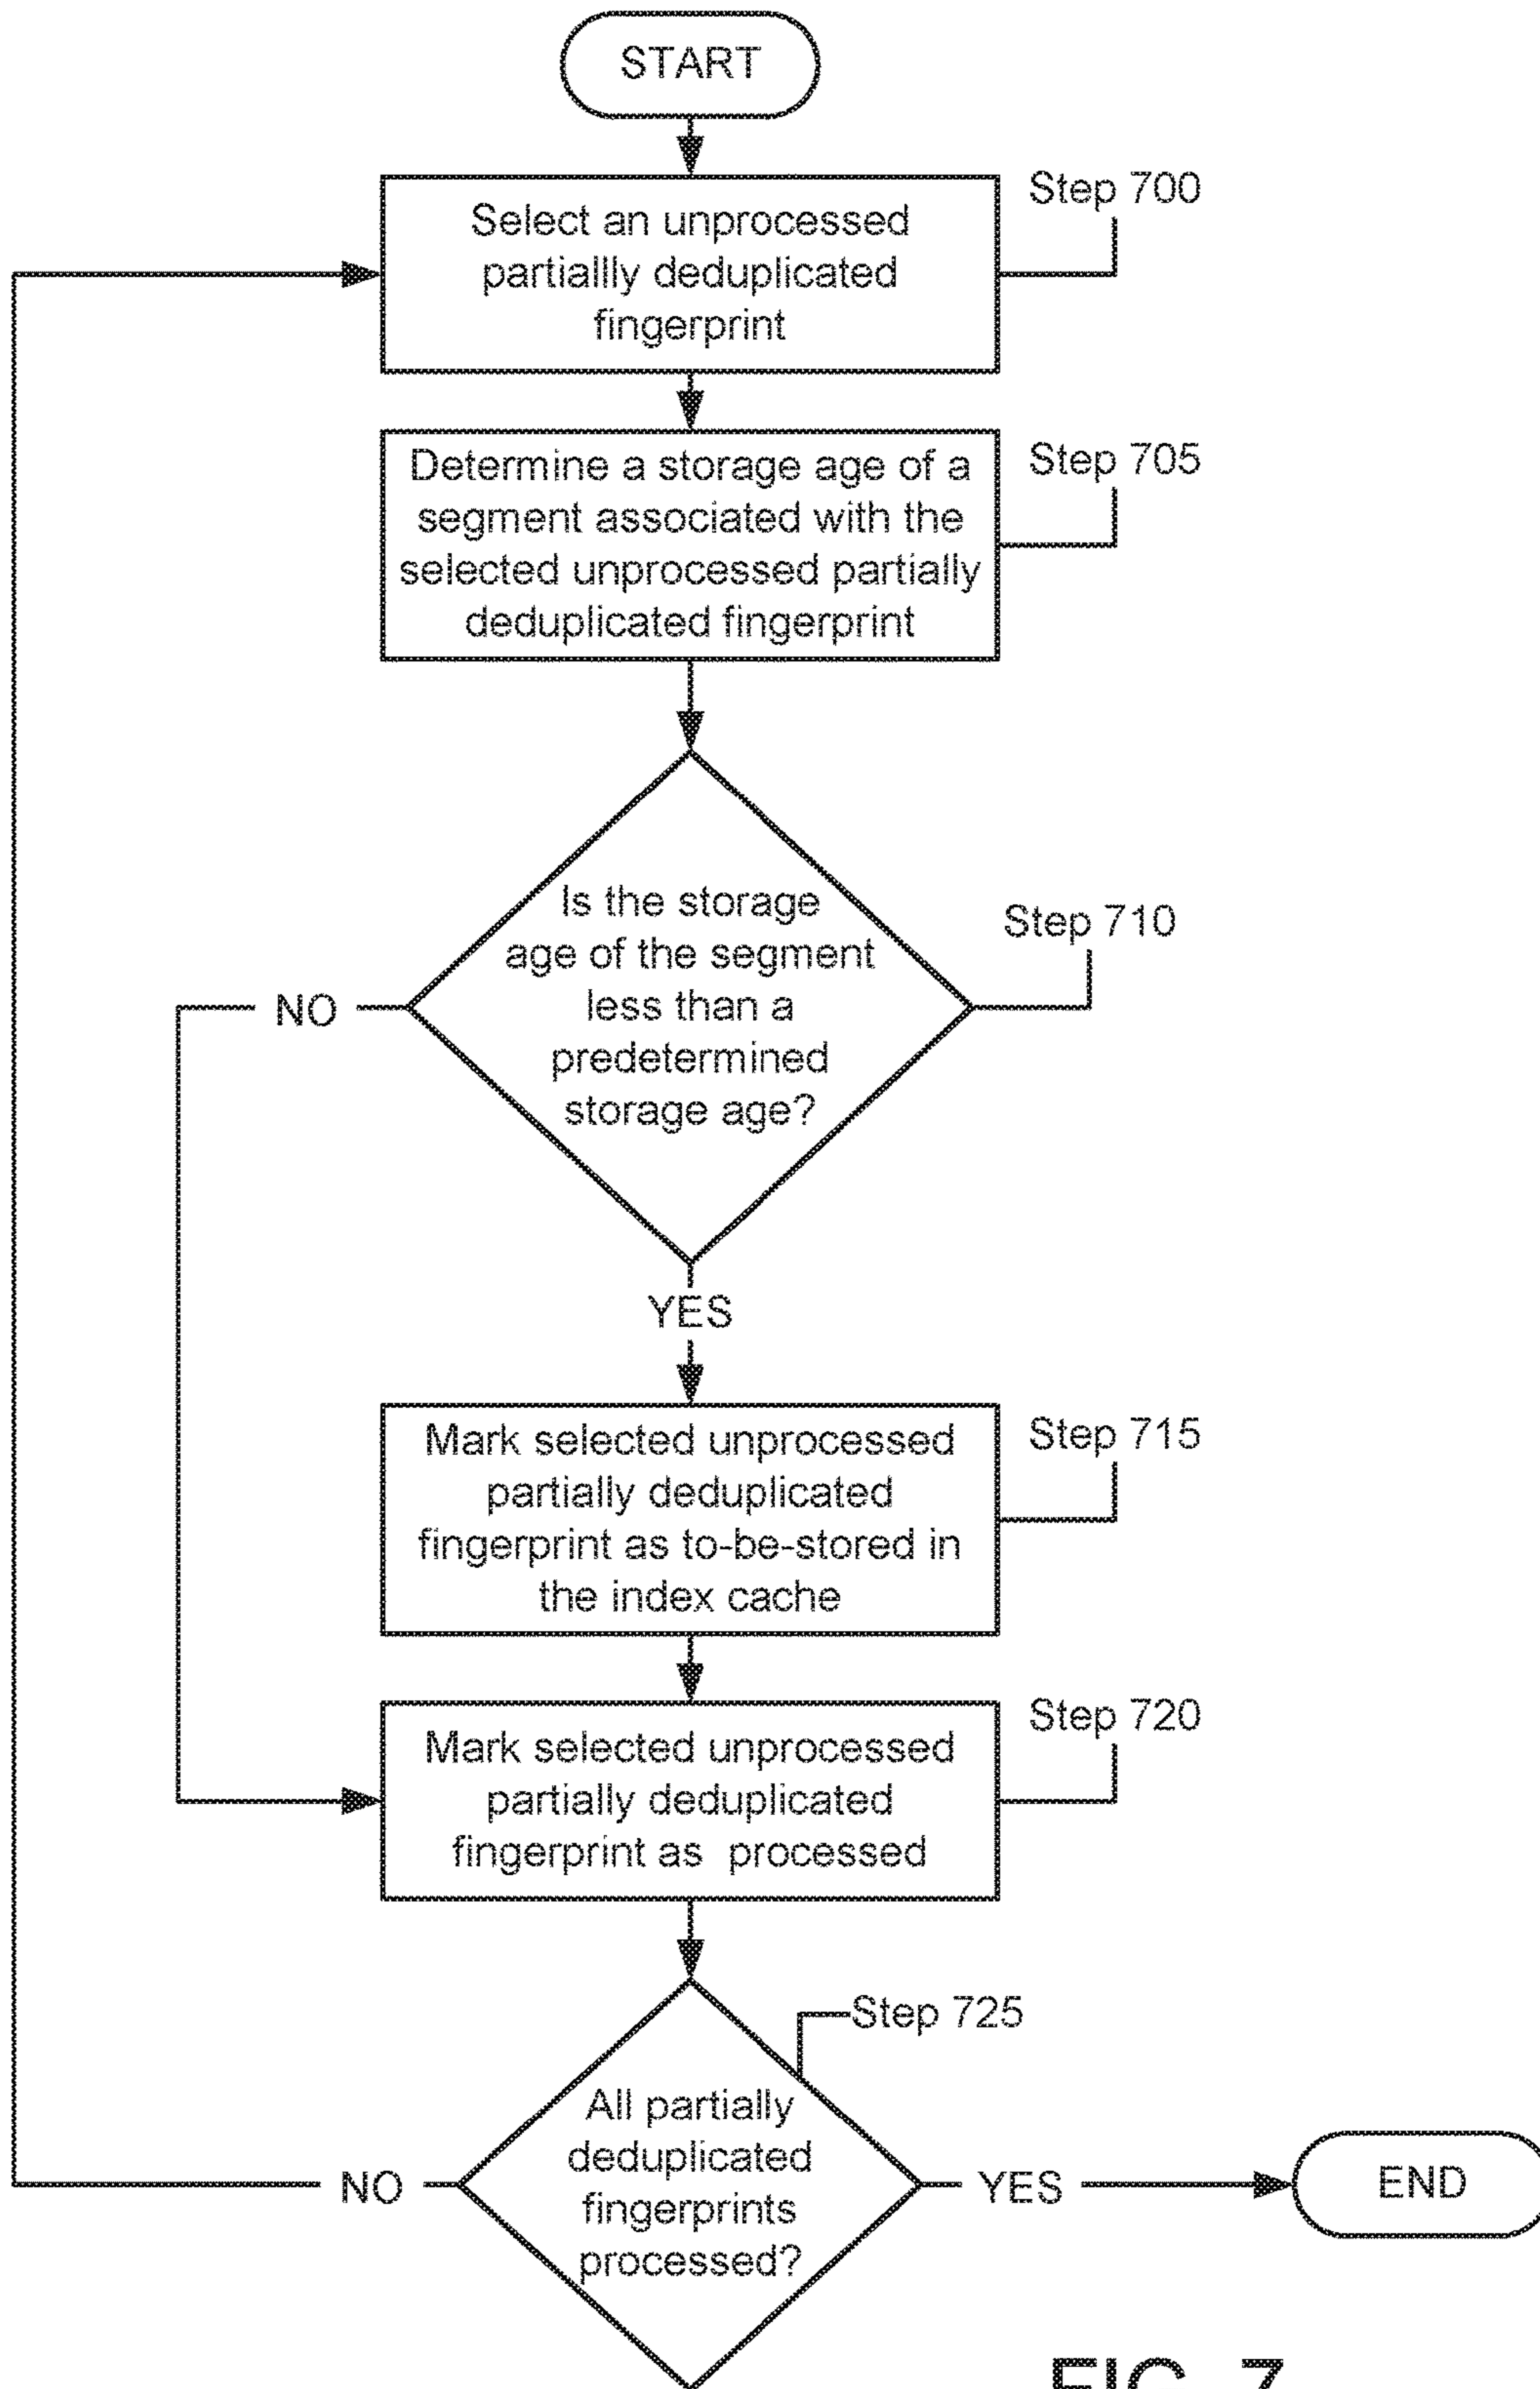 START
Select an unprocessed
partiallly deduplicated
fingerprint
Step 700
Determine a storage age of a
segment associated with the
selected unprocessed partially
deduplicated fingerprint
Step 705
Is the storage
age of the segment
less than a
predetermined
storage age?
Step 710
NO
YES
Mark selected unprocessed
partially deduplicated
fingerprint as to-be-stored in
the index cache
Step 715
Mark selected unprocessed
partially deduplicated
fingerprint as processed
Step 720
Step 725
All partially
deduplicated
fingerprints
processed?
NO
YES
END
FIG. 7